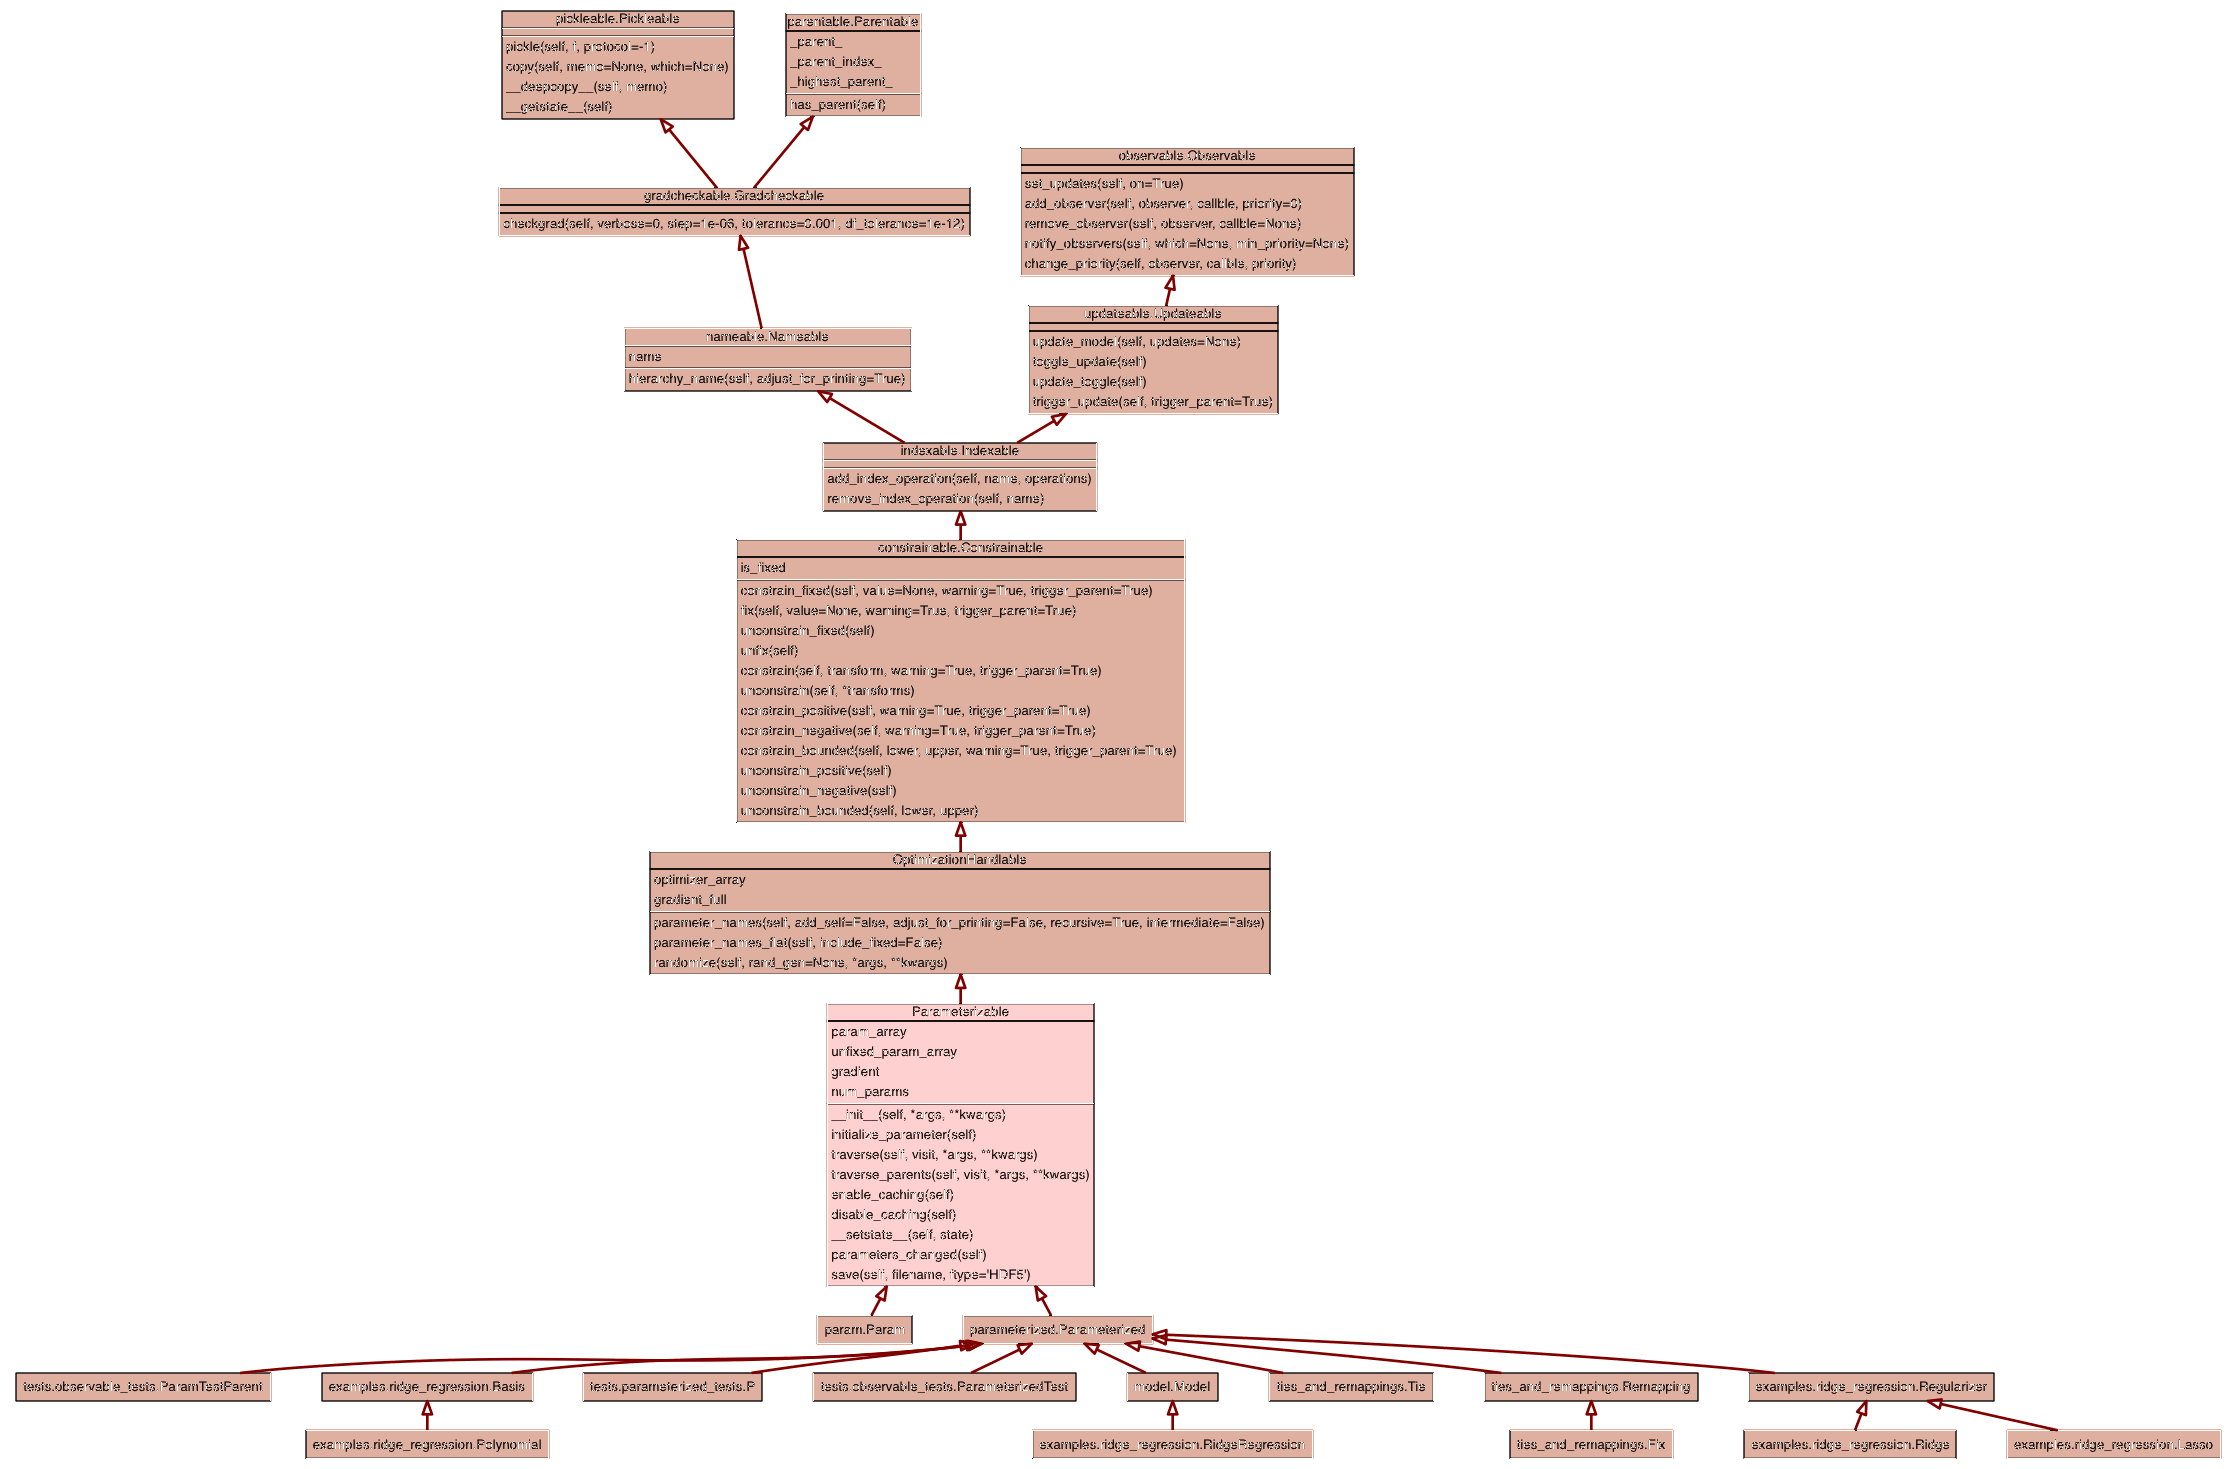 pickleable.Pickleable
pickle(self, f, protocol=-1)
copy(self, memo=None, which=None)
__deepcopy__(self, memo)
__getstate__(self)
parentable.Parentable
_parent_
_parent_index_
_highest_parent_
has_parent(self)
gradcheckable.Gradcheckable
checkgrad(self, verbose=0, step=1e-06, tolerance=0.001, df_tolerance=1e-12)
observable.Observable
set_updates(self, on=True)
add_observer(self, observer, callble, priority=0)
remove_observer(self, observer, callble=None)
notify_observers(self, which=None, min_priority=None)
change_priority(self, observer, callble, priority)
nameable.Nameable
name
hierarchy_name(self, adjust_for_printing=True)
updateable.Updateable
update_model(self, updates=None)
toggle_update(self)
update_toggle(self)
trigger_update(self, trigger_parent=True)
indexable.Indexable
add_index_operation(self, name, operations)
remove_index_operation(self, name)
constrainable.Constrainable
is_fixed
constrain_fixed(self, value=None, warning=True, trigger_parent=True)
fix(self, value=None, warning=True, trigger_parent=True)
unconstrain_fixed(self)
unfix(self)
constrain(self, transform, warning=True, trigger_parent=True)
unconstrain(self, *transforms)
constrain_positive(self, warning=True, trigger_parent=True)
constrain_negative(self, warning=True, trigger_parent=True)
constrain_bounded(self, lower, upper, warning=True, trigger_parent=True)
unconstrain_positive(self)
unconstrain_negative(self)
unconstrain_bounded(self, lower, upper)
OptimizationHandlable
optimizer_array
gradient_full
parameter_names(self, add_self=False, adjust_for_printing=False, recursive=True, intermediate=False)
parameter_names_flat(self, include_fixed=False)
randomize(self, rand_gen=None, *args, **kwargs)
Parameterizable
param_array
unfixed_param_array
gradient
num_params
__init__(self, *args, **kwargs)
initialize_parameter(self)
traverse(self, visit, *args, **kwargs)
traverse_parents(self, visit, *args, **kwargs)
enable_caching(self)
disable_caching(self)
__setstate__(self, state)
parameters_changed(self)
save(self, filename, ftype='HDF5')
param.Param
parameterized.Parameterized
tests.observable_tests.ParamTestParent
examples.ridge_regression.Basis
tests.parameterized_tests.P
tests.observable_tests.ParameterizedTest
model.Model
ties_and_remappings.Tie
ties_and_remappings.Remapping
examples.ridge_regression.Regularizer
examples.ridge_regression.Polynomial
examples.ridge_regression.RidgeRegression
ties_and_remappings.Fix
examples.ridge_regression.Ridge
examples.ridge_regression.Lasso